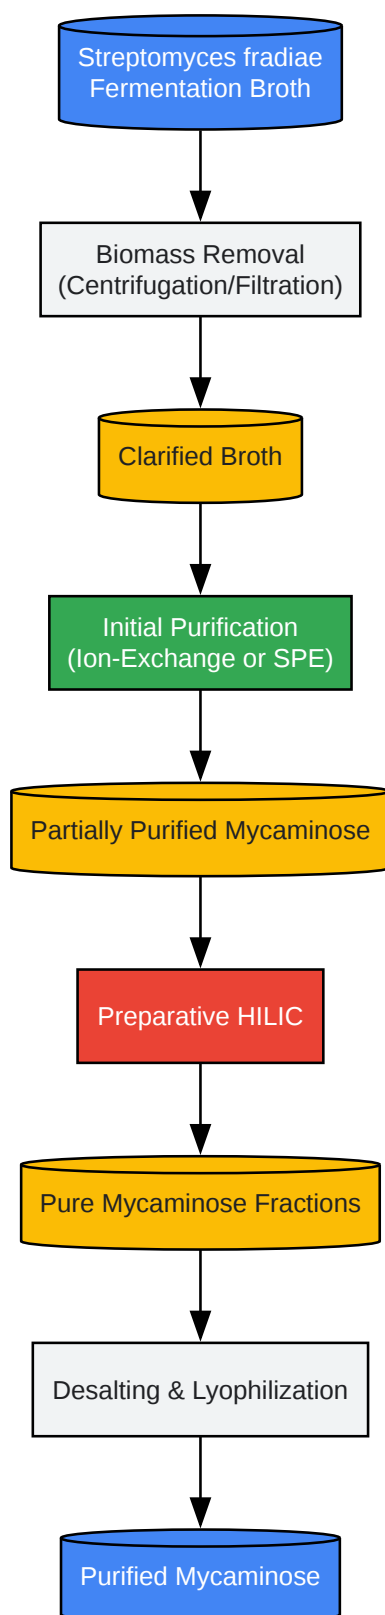 Streptomyces fradiae
Fermentation Broth
Biomass Removal
(Centrifugation/Filtration)
Clarified Broth
Initial Purification
(Ion-Exchange or SPE)
Partially Purified Mycaminose
Preparative HILIC
Pure Mycaminose Fractions
Desalting & Lyophilization
Purified Mycaminose